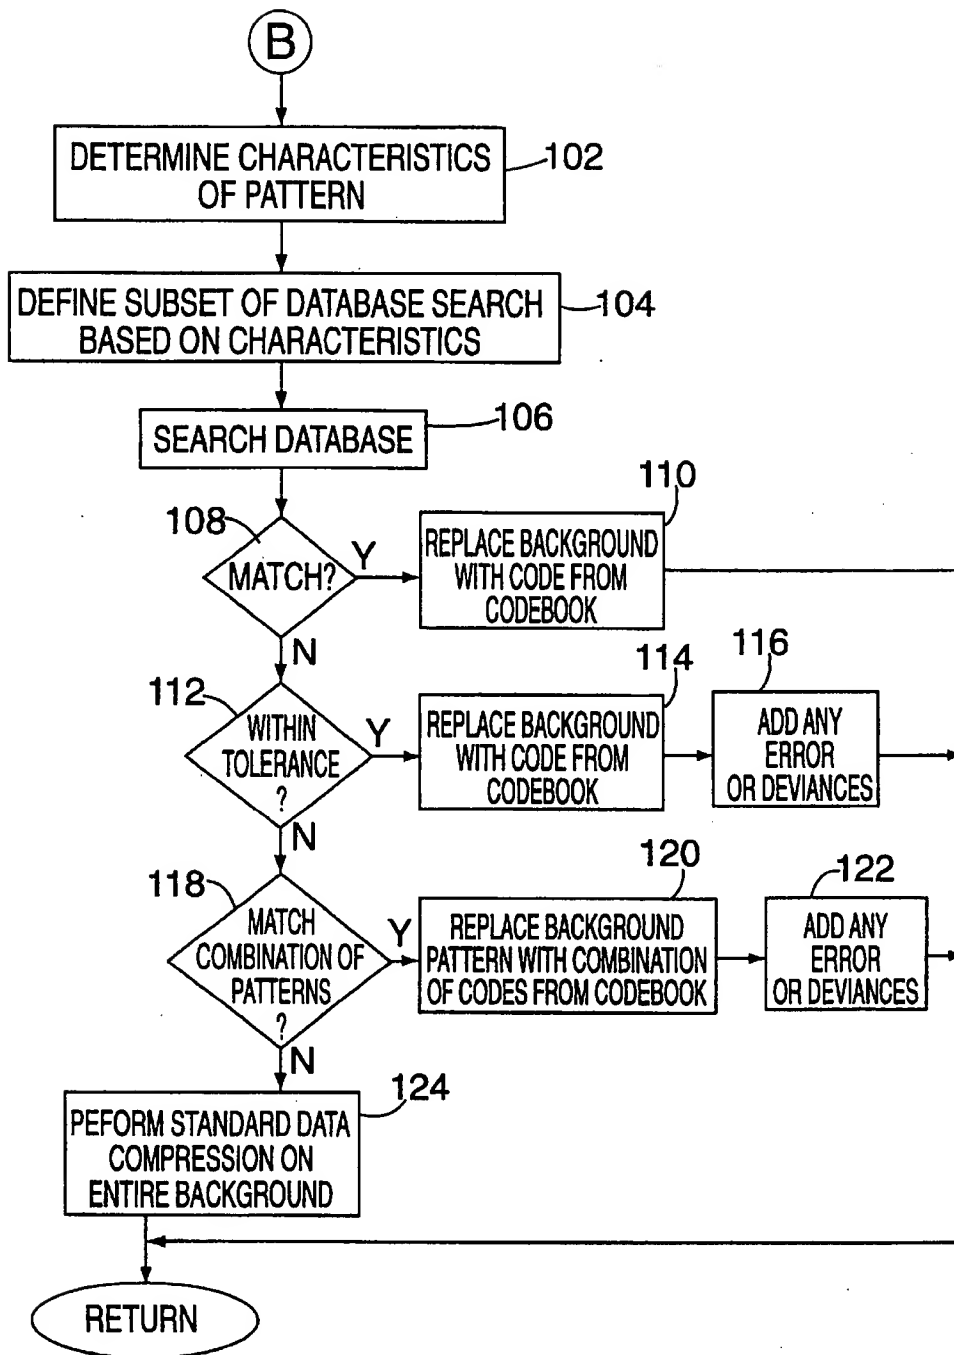 B
DETERMINE CHARACTERISTICS
OF PATTERN
102
DEFINE SUBSET OF DATABASE SEARCH
BASED ON CHARACTERISTICS
104
SEARCH DATABASE
106
108
MATCH?
Y
N
110
REPLACE BACKGROUND
WITH CODE FROM
CODEBOOK
112
WITHIN
TOLERANCE
?
Y
N
114
REPLACE BACKGROUND
WITH CODE FROM
CODEBOOK
116
ADD ANY
ERROR
OR DEVIANCES
118
MATCH
COMBINATION OF
PATTERNS
?
Y
N
120
REPLACE BACKGROUND
PATTERN WITH COMBINATION
OF CODES FROM CODEBOOK
122
ADD ANY
ERROR
OR DEVIANCES
124
PEFORM STANDARD DATA
COMPRESSION ON
ENTIRE BACKGROUND
RETURN